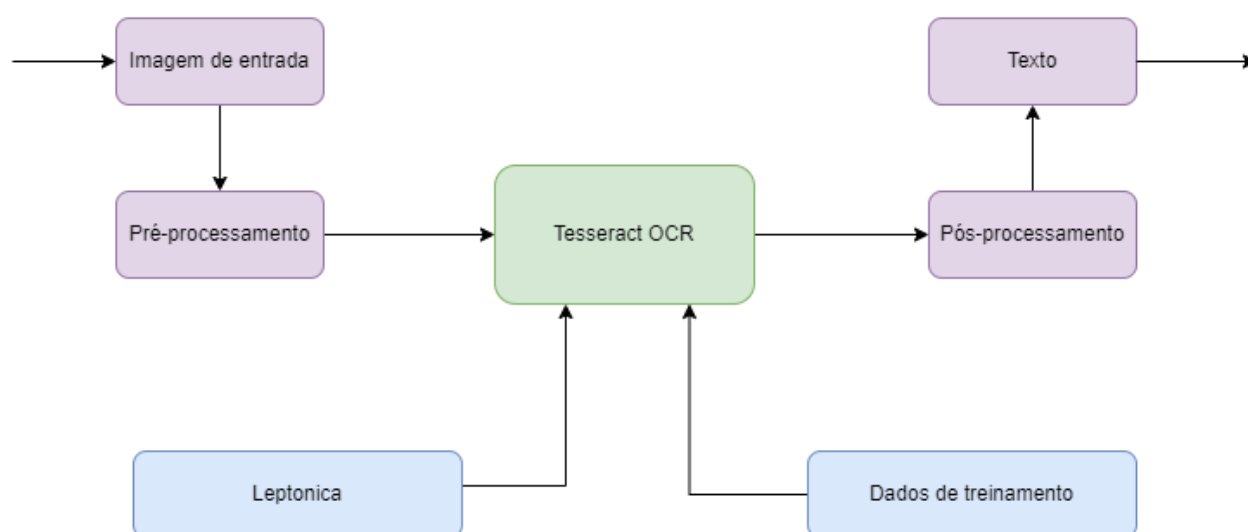 Imagem de entrada
Texto
Pré-processamento
Tesseract OCR
Pós-processamento
Leptonica
Dados de treinamento